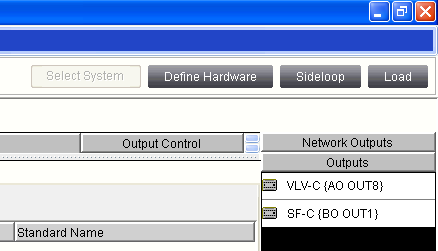 Select System
Define Hardware
Sideloop
Load
Output Control
Network Outputs
Outputs
VLV-C {AO OUT8}
SF-C {BO OUT1}
Standard Name